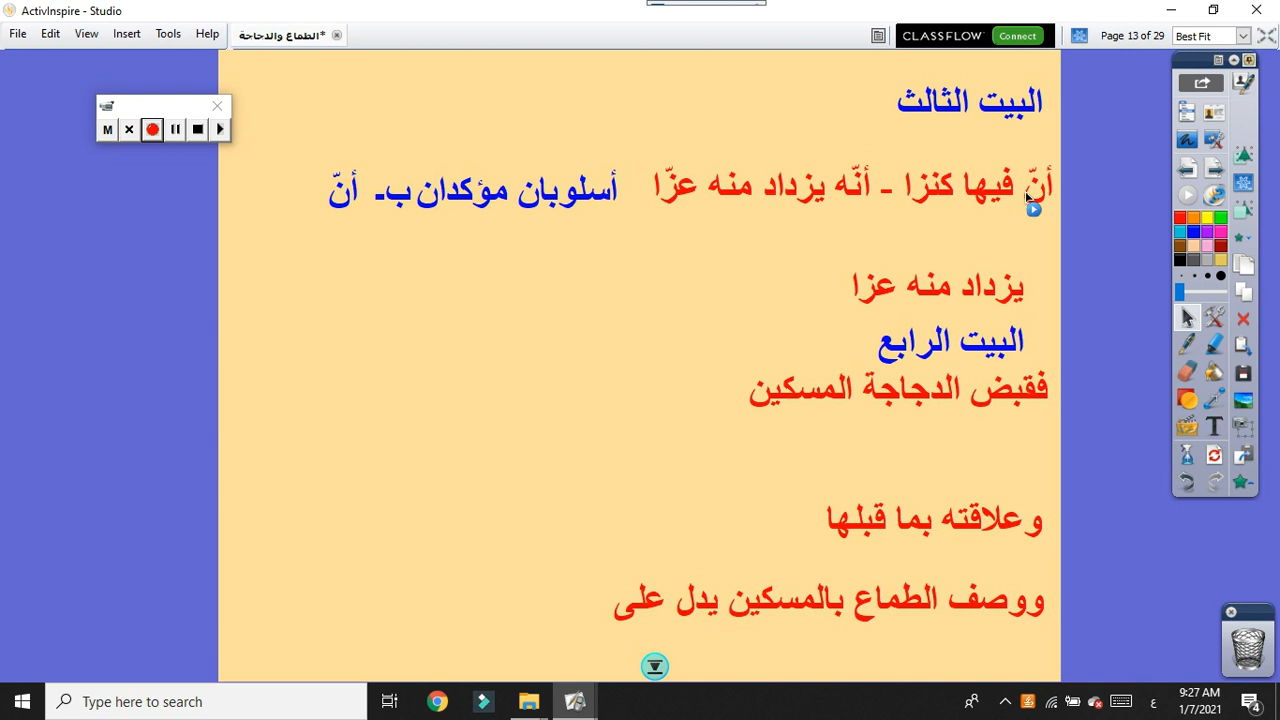 ActivInspire - Studio
File Edit View Insert Tools Help
الطماع والدجاجة*
CLASSFLOW Connect
Page 13 of 29
Best Fit
M
البيت الثالث
أنّ فيها كنزا - أنّه يزداد منه عزّا أسلوبان مؤكدان بـ أنّ
يزداد منه عزا
البيت الرابع
فقبض الدجاجة المسكين
وعلاقته بما قبلها
ووصف الطماع بالمسكين يدل على
T
Type here to search
ع
9:27 AM
1/7/2021
4